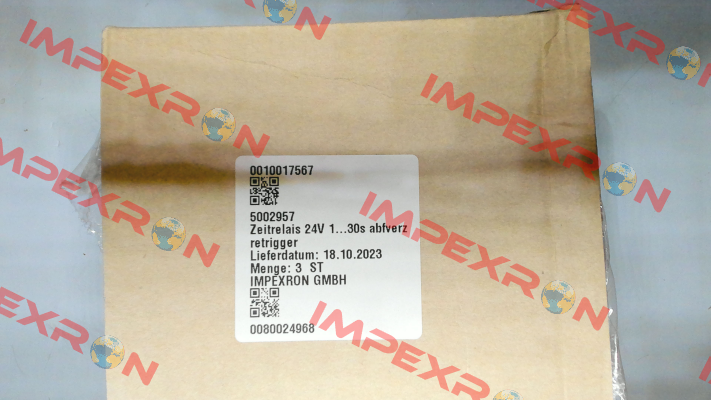 0010017567
5002957
Zeitrelais 24V 1...30s abfverz
retrigger
Lieferdatum: 18.10.2023
Menge: 3 ST
IMPEXRON GMBH
0080024968
IMPEXRON
IMPEXRON
IMPEXRON
IMPEXRON
IMPEXRON
IMPEXRON